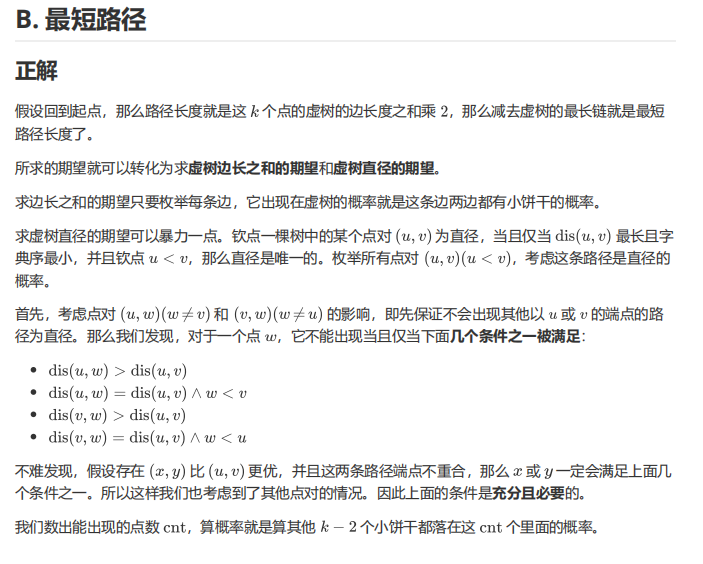 B. 最短路径
正解
假设回到起点，那么路径长度就是这 k 个点的虚树的边长度之和乘 2，那么减去虚树的最长链就是最短
路径长度了。
所求的期望就可以转化为求虚树边长之和的期望和虚树直径的期望。
求边长之和的期望只要枚举每条边，它出现在虚树的概率就是这条边两边都有小饼干的概率。
求虚树直径的期望可以暴力一点。钦点一棵树中的某个点对 (u, v) 为直径，当且仅当 dis(u, v) 最长且字
典序最小，并且钦点 u < v，那么直径是唯一的。枚举所有点对 (u, v)(u < v)，考虑这条路径是直径的
概率。
首先，考虑点对 (u, w)(w ≠ v) 和 (v, w)(w ≠ u) 的影响，即先保证不会出现其他以 u 或 v 的端点的路
径为直径。那么我们发现，对于一个点 w，它不能出现当且仅当下面几个条件之一被满足：
• dis(u, w) > dis(u, v)
• dis(u, w) = dis(u, v) ∧ w < v
• dis(v, w) > dis(u, v)
• dis(v, w) = dis(u, v) ∧ w < u
不难发现，假设存在 (x, y) 比 (u, v) 更优，并且这两条路径端点不重合，那么 x 或 y 一定会满足上面几
个条件之一。所以这样我们也考虑到了其他点对的情况。因此上面的条件是充分且必要的。
我们数出能出现的点数 cnt，算概率就是算其他 k − 2 个小饼干都落在这 cnt 个里面的概率。